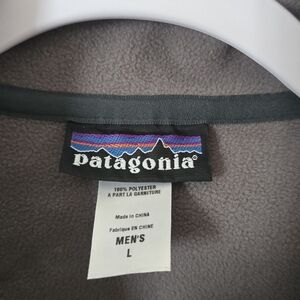 patagonia®
100% POLYESTER
A PART LA GARNITURE
Made in CHINA
Fabriqué EN CHINE
MEN'S
L